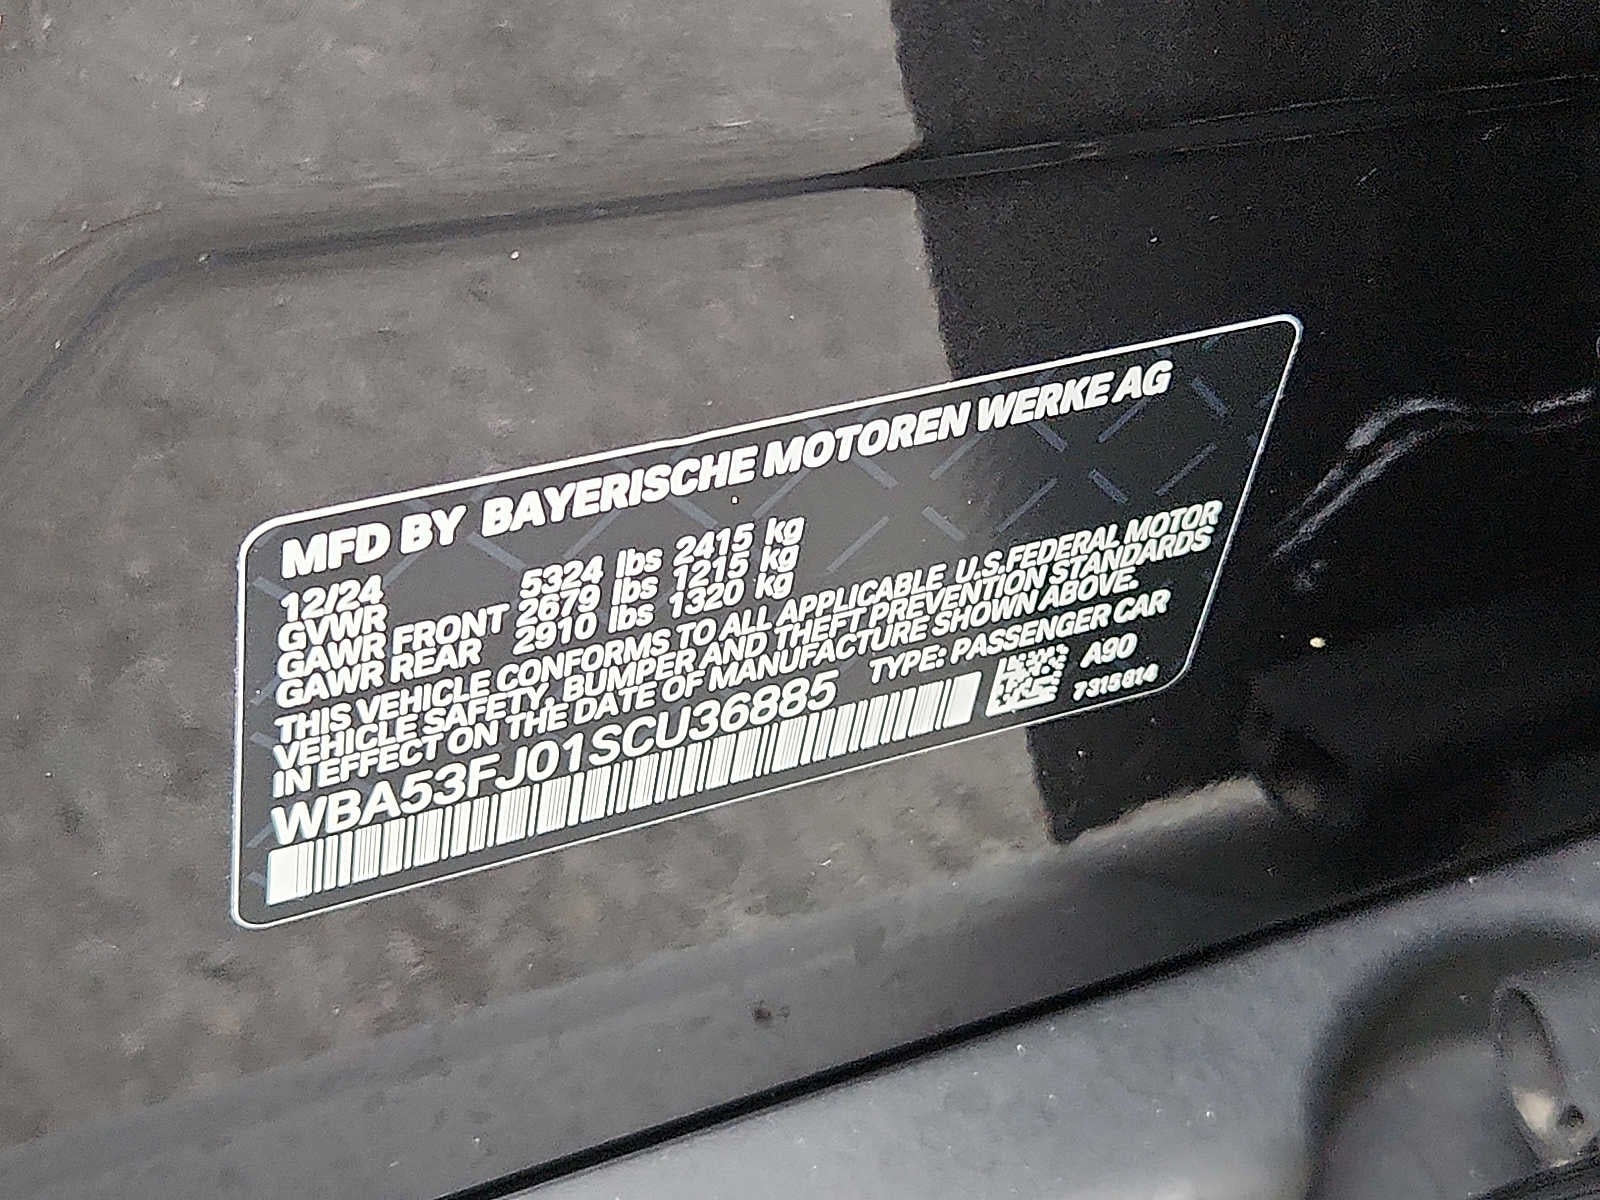 MFD BY BAYERISCHE MOTOREN WERKE AG
12/24
GVWR 5324 lbs 2415 kg
GAWR FRONT 2679 lbs 1215 kg
GAWR REAR 2910 lbs 1320 kg
THIS VEHICLE CONFORMS TO ALL APPLICABLE U.S.FEDERAL MOTOR
VEHICLE SAFETY, BUMPER AND THEFT PREVENTION STANDARDS
IN EFFECT ON THE DATE OF MANUFACTURE SHOWN ABOVE.
WBA53FJ01SCU36885 TYPE: PASSENGER CAR
A90
7315614